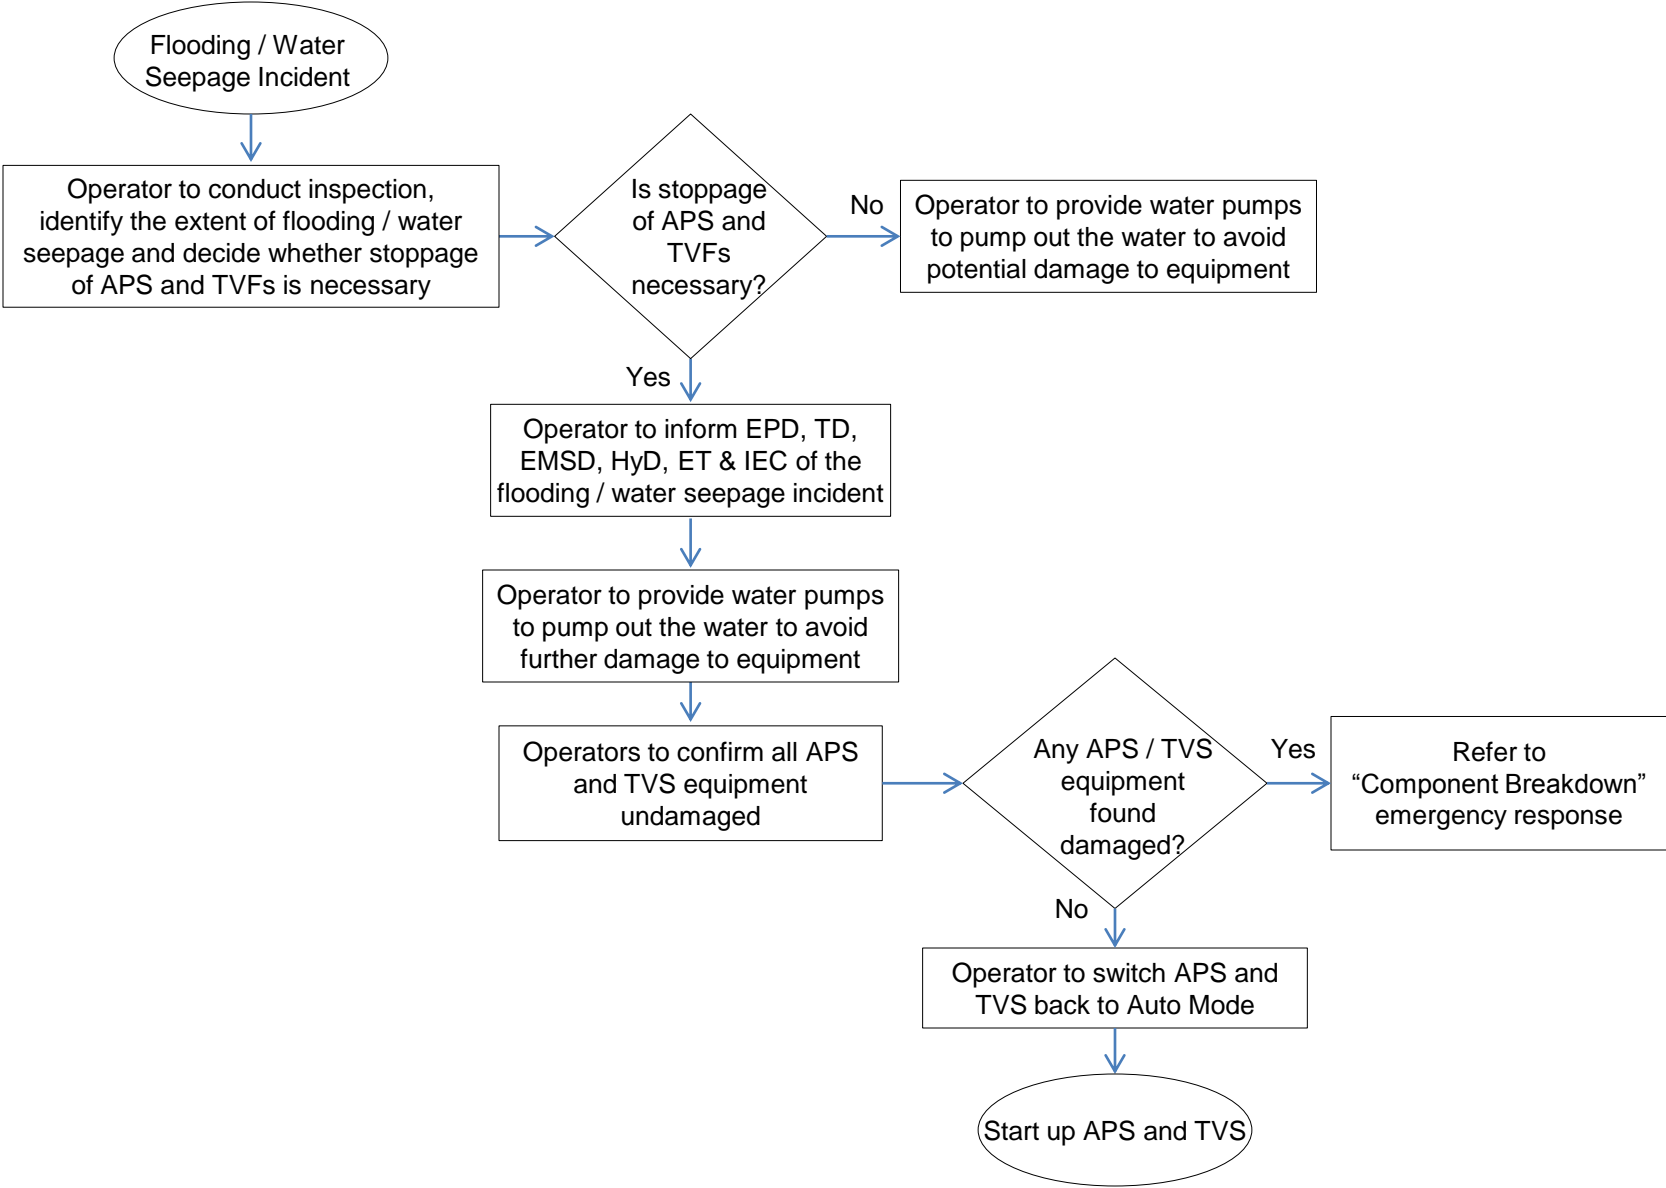 Flooding / Water
Seepage Incident
Operator to conduct inspection,
identify the extent of flooding / water
seepage and decide whether stoppage
of APS and TVFs is necessary
Is stoppage
of APS and
TVFs
necessary?
No
Operator to provide water pumps
to pump out the water to avoid
potential damage to equipment
Yes
Operator to inform EPD, TD,
EMSD, HyD, ET & IEC of the
flooding / water seepage incident
Operator to provide water pumps
to pump out the water to avoid
further damage to equipment
Operators to confirm all APS
and TVS equipment
undamaged
Any APS / TVS
equipment
found
damaged?
Yes
Refer to
“Component Breakdown”
emergency response
No
Operator to switch APS and
TVS back to Auto Mode
Start up APS and TVS